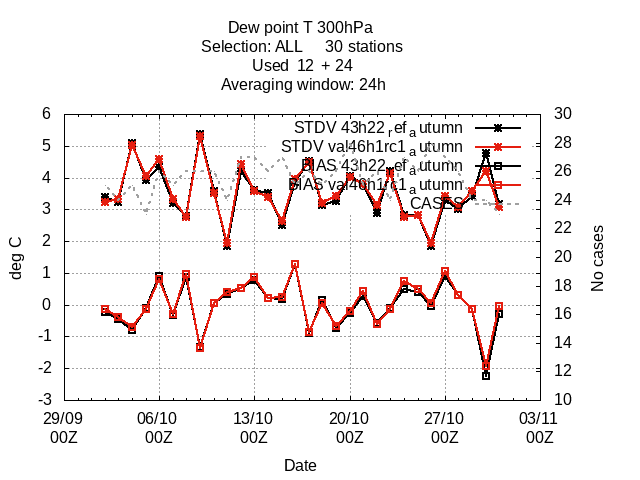 Dew point T 300hPa
Selection: ALL 30 stations
Used 12 + 24
Averaging window: 24h
STDV 43h22_ref_autumn
STDV val46h1rc1_autumn
BIAS 43h22_ref_autumn
BIAS val46h1rc1_autumn
CASES
6
5
4
3
2
1
0
-1
-2
-3
deg C
30
28
26
24
22
20
18
16
14
12
10
No cases
29/09 06/10 13/10 20/10 27/10 03/11
00Z 00Z 00Z 00Z 00Z 00Z
Date